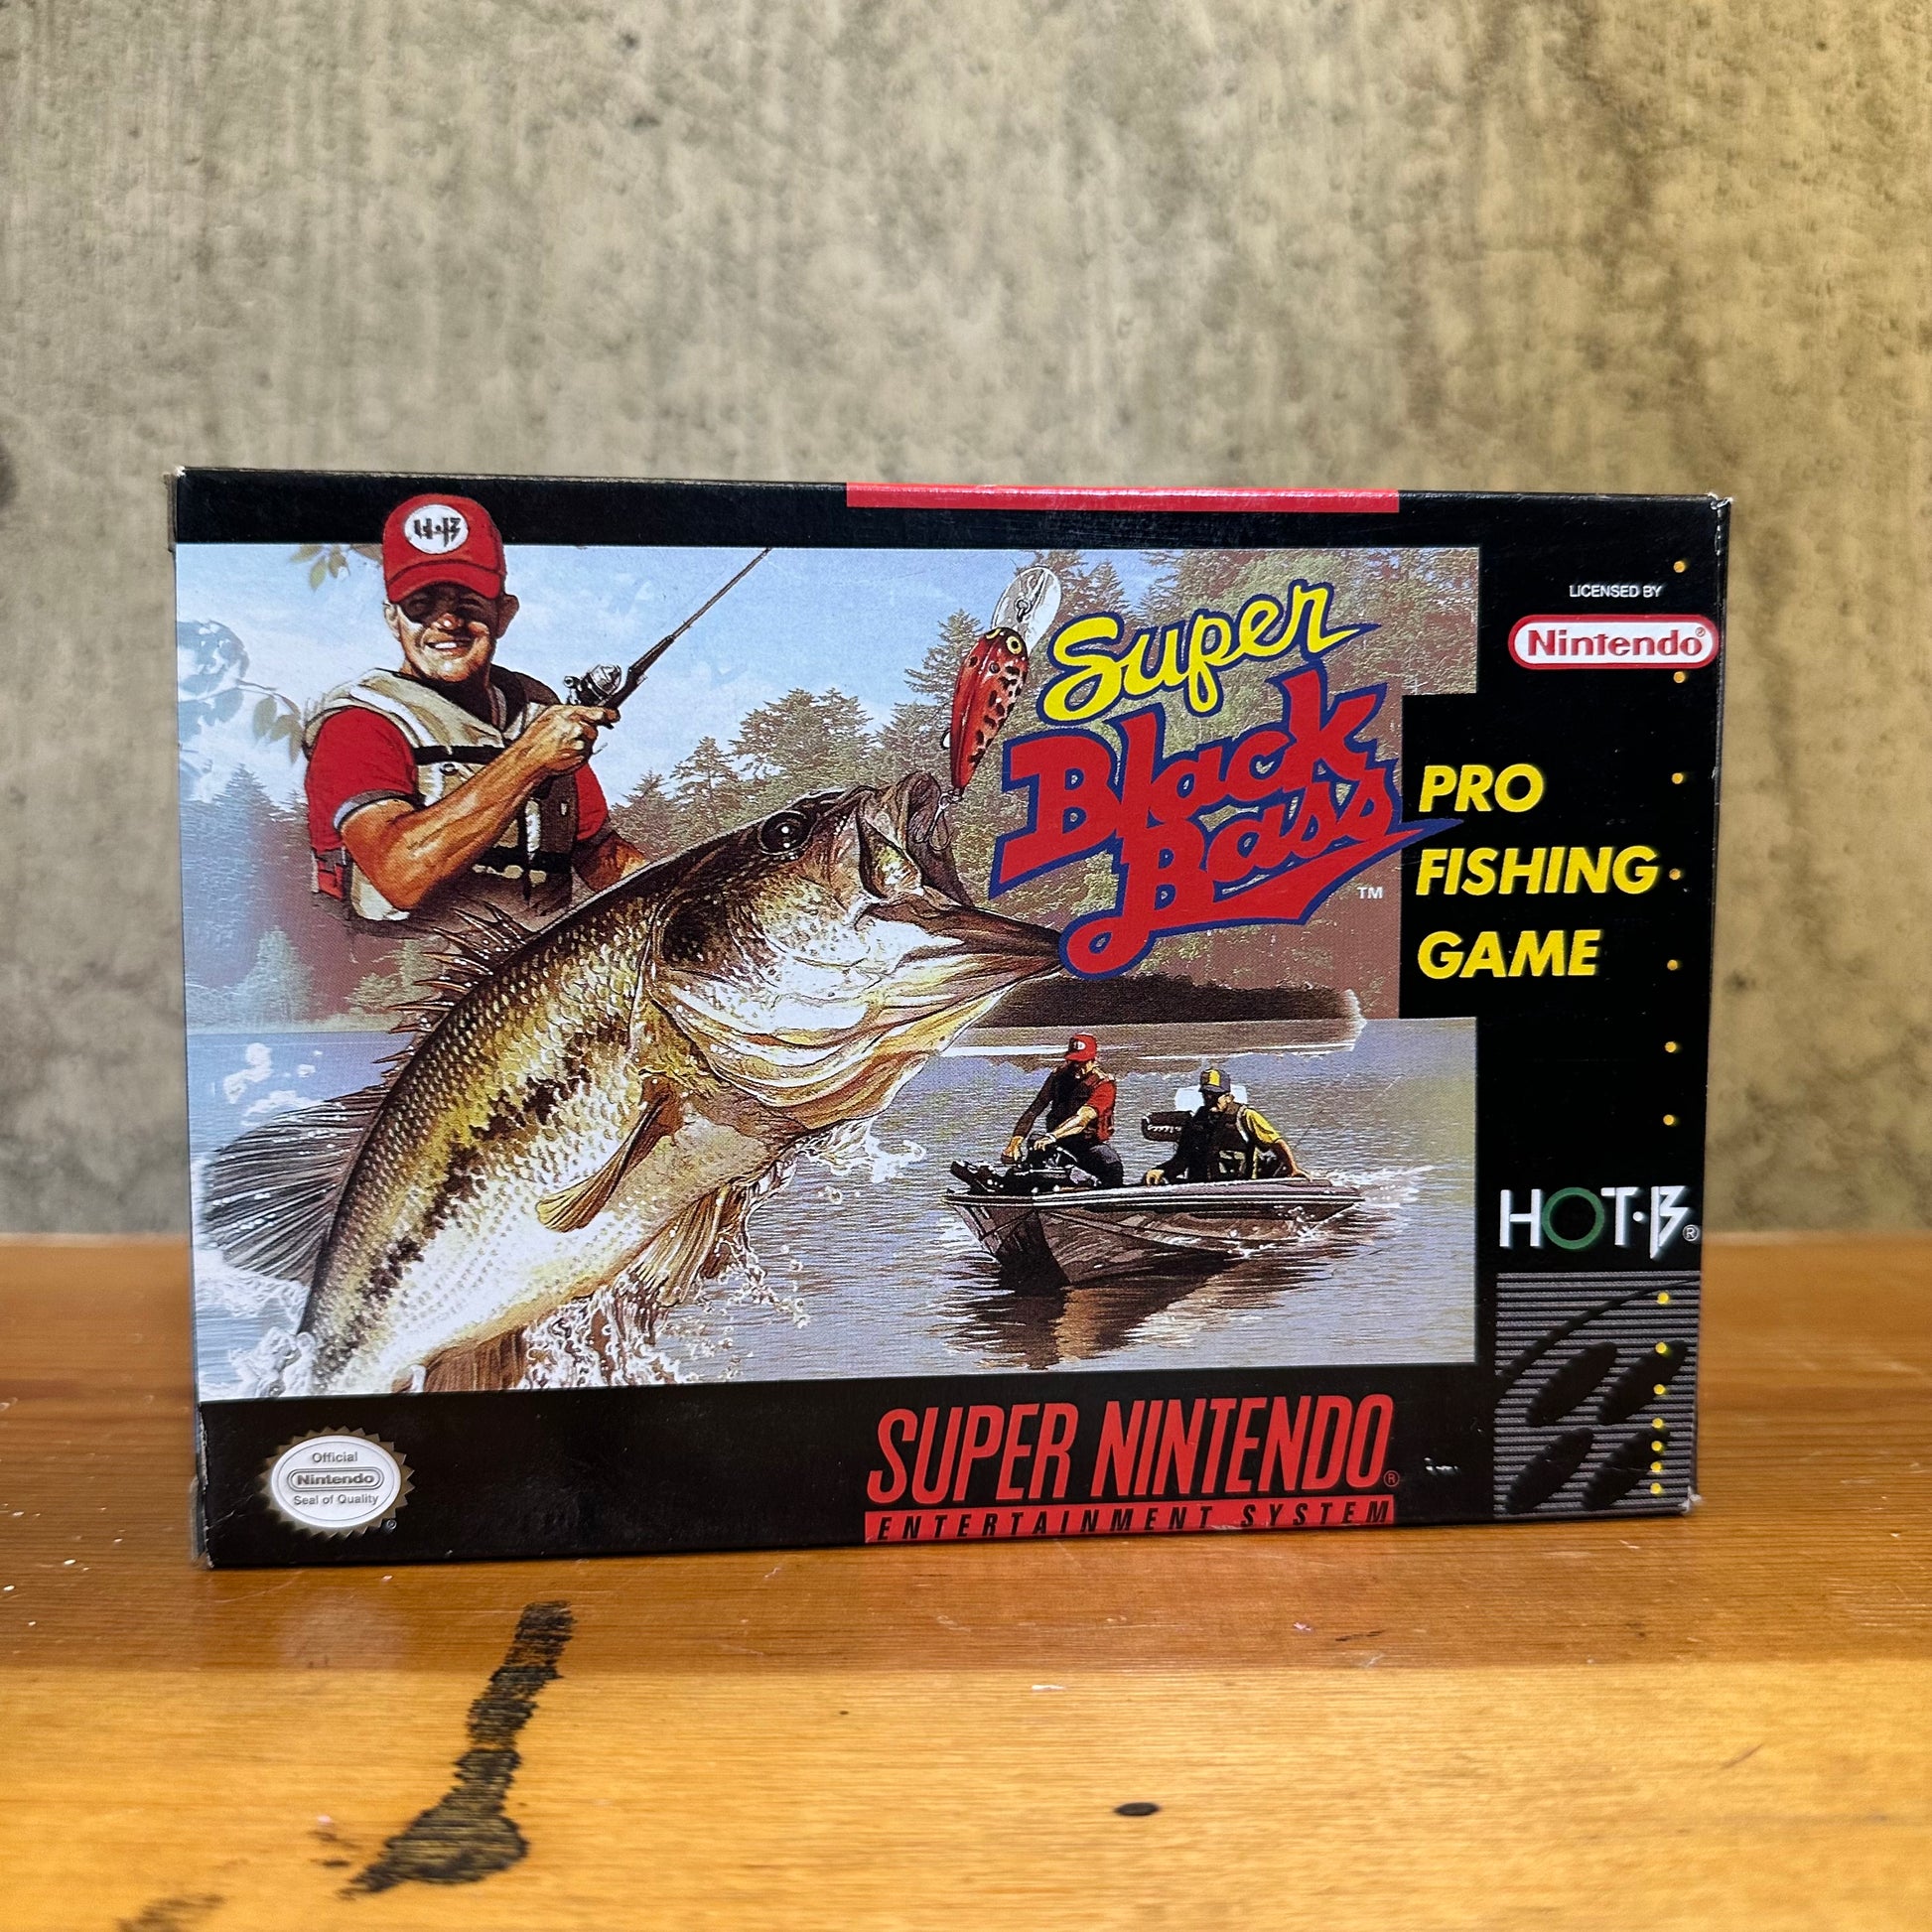 H·B
LICENSED BY
Nintendo®
Super
Black
Bass
TM
PRO
FISHING
GAME
HOT·B®
Official
Nintendo
Seal of Quality
®
SUPER NINTENDO®
ENTERTAINMENT SYSTEM